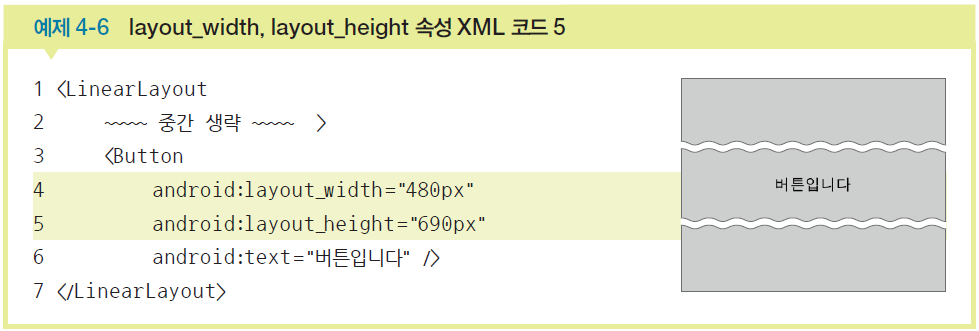 예제 4-6 layout_width, layout_height 속성 XML 코드 5
1 <LinearLayout
2 ~~~~ 중간 생략 ~~~~ >
3 <Button
4 android:layout_width="480px"
5 android:layout_height="690px"
6 android:text="버튼입니다" />
7 </LinearLayout>
버튼입니다